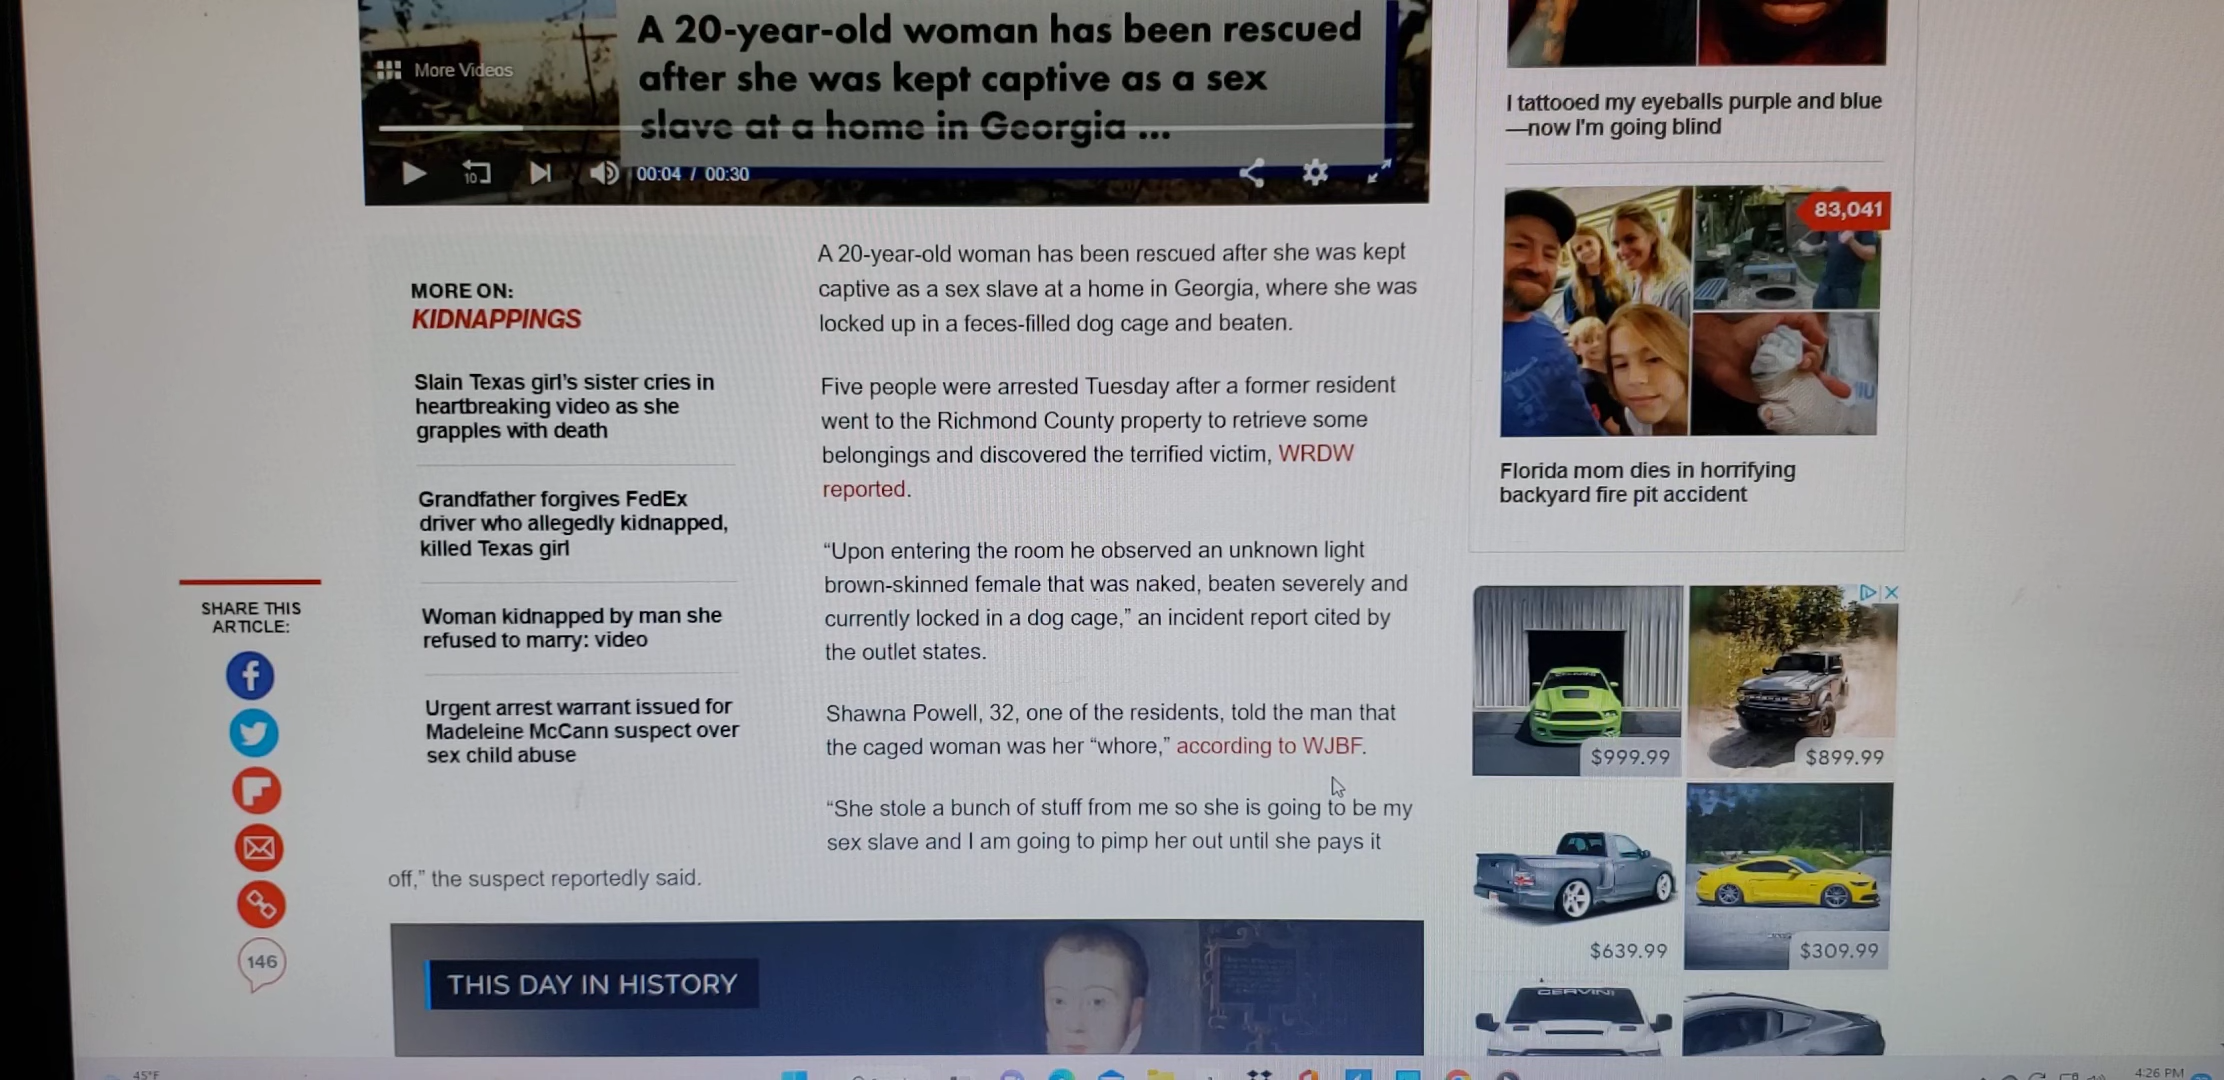 A 20-year-old woman has been rescued
after she was kept captive as a sex
slave at a home in Georgia ...
More Videos
10
00:04 / 00:30
MORE ON:
KIDNAPPINGS
Slain Texas girl's sister cries in
heartbreaking video as she
grapples with death
Grandfather forgives FedEx
driver who allegedly kidnapped,
killed Texas girl
Woman kidnapped by man she
refused to marry: video
Urgent arrest warrant issued for
Madeleine McCann suspect over
sex child abuse
SHARE THIS
ARTICLE:
146
A 20-year-old woman has been rescued after she was kept
captive as a sex slave at a home in Georgia, where she was
locked up in a feces-filled dog cage and beaten.
Five people were arrested Tuesday after a former resident
went to the Richmond County property to retrieve some
belongings and discovered the terrified victim, WRDW
reported.
“Upon entering the room he observed an unknown light
brown-skinned female that was naked, beaten severely and
currently locked in a dog cage,” an incident report cited by
the outlet states.
Shawna Powell, 32, one of the residents, told the man that
the caged woman was her “whore,” according to WJBF.
“She stole a bunch of stuff from me so she is going to be my
sex slave and I am going to pimp her out until she pays it
off,” the suspect reportedly said.
THIS DAY IN HISTORY
I tattooed my eyeballs purple and blue
—now I'm going blind
83,041
Florida mom dies in horrifying
backyard fire pit accident
$999.99
$899.99
$639.99
$309.99
CERVINI
45°F
4:26 PM